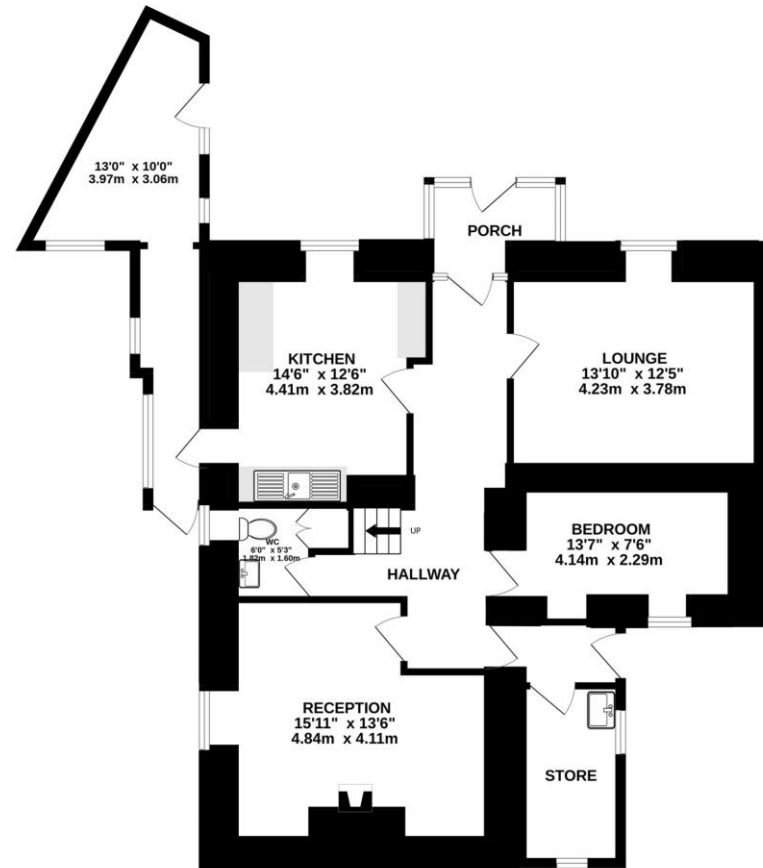 13'0" x 10'0"
3.97m x 3.06m
PORCH
KITCHEN
14'6" x 12'6"
4.41m x 3.82m
LOUNGE
13'10" x 12'5"
4.23m x 3.78m
UP
WC
6'0" x 5'3"
1.82m x 1.60m
HALLWAY
BEDROOM
13'7" x 7'6"
4.14m x 2.29m
RECEPTION
15'11" x 13'6"
4.84m x 4.11m
STORE